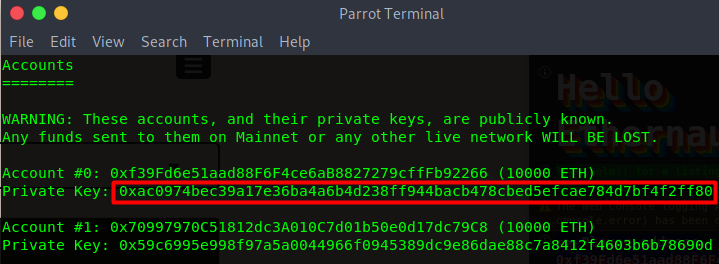 Parrot Terminal
File Edit View Search Terminal Help
Accounts
========
WARNING: These accounts, and their private keys, are publicly known.
Any funds sent to them on Mainnet or any other live network WILL BE LOST.
Account #0: 0xf39Fd6e51aad88F6F4ce6aB8827279cffFb92266 (10000 ETH)
Private Key: 0xac0974bec39a17e36ba4a6b4d238ff944bacb478cbed5efcae784d7bf4f2ff80
Account #1: 0x70997970C51812dc3A010C7d01b50e0d17dc79C8 (10000 ETH)
Private Key: 0x59c6995e998f97a5a0044966f0945389dc9e86dae88c7a8412f4603b6b78690d
Hello